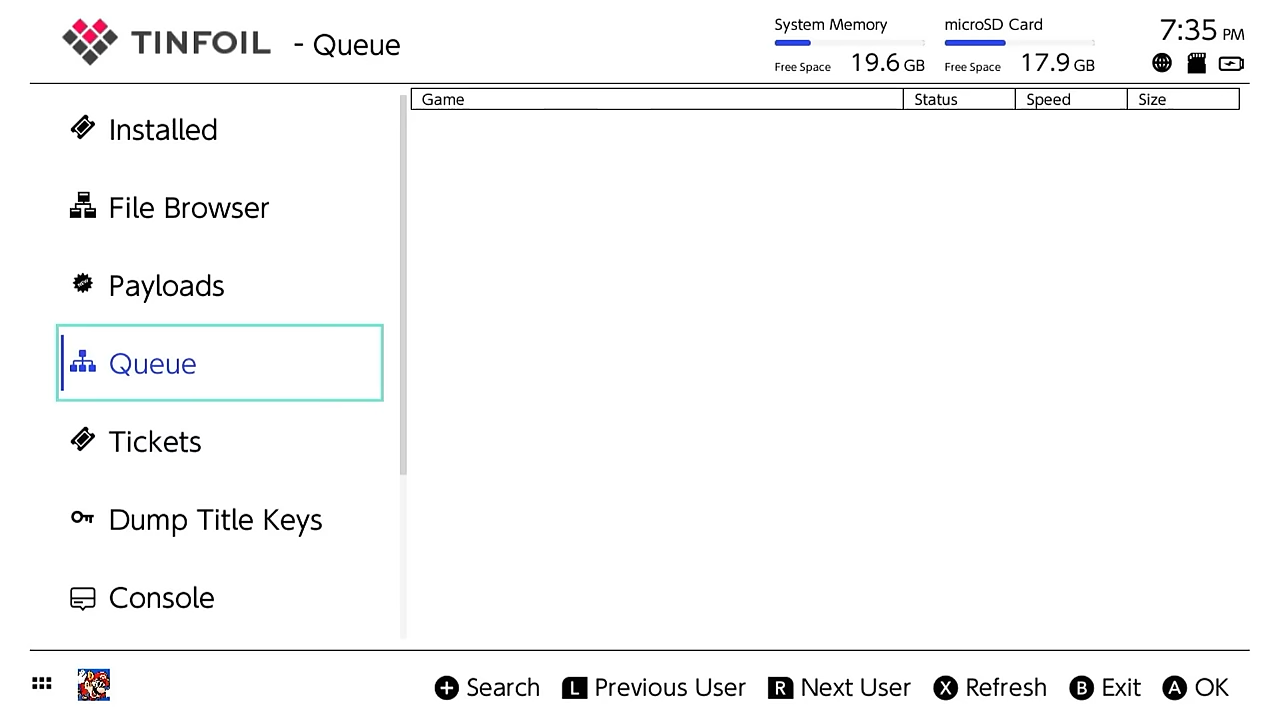 TINFOIL - Queue
System Memory
Free Space 19.6 GB
microSD Card
Free Space 17.9 GB
7:35 PM
Installed
File Browser
Payloads
Queue
Tickets
Dump Title Keys
Console
Game Status Speed Size
+ Search L Previous User R Next User X Refresh B Exit A OK